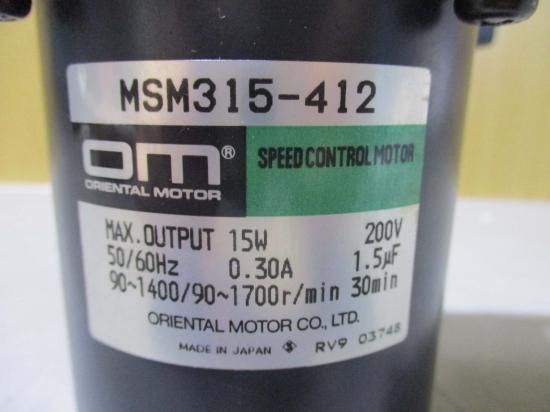 MSM315-412
om®
ORIENTAL MOTOR
SPEED CONTROL MOTOR
MAX.OUTPUT 15W 200V
50/60Hz 0.30A 1.5μF
90~1400/90~1700r/min 30min
ORIENTAL MOTOR CO., LTD.
MADE IN JAPAN S RV9 03748